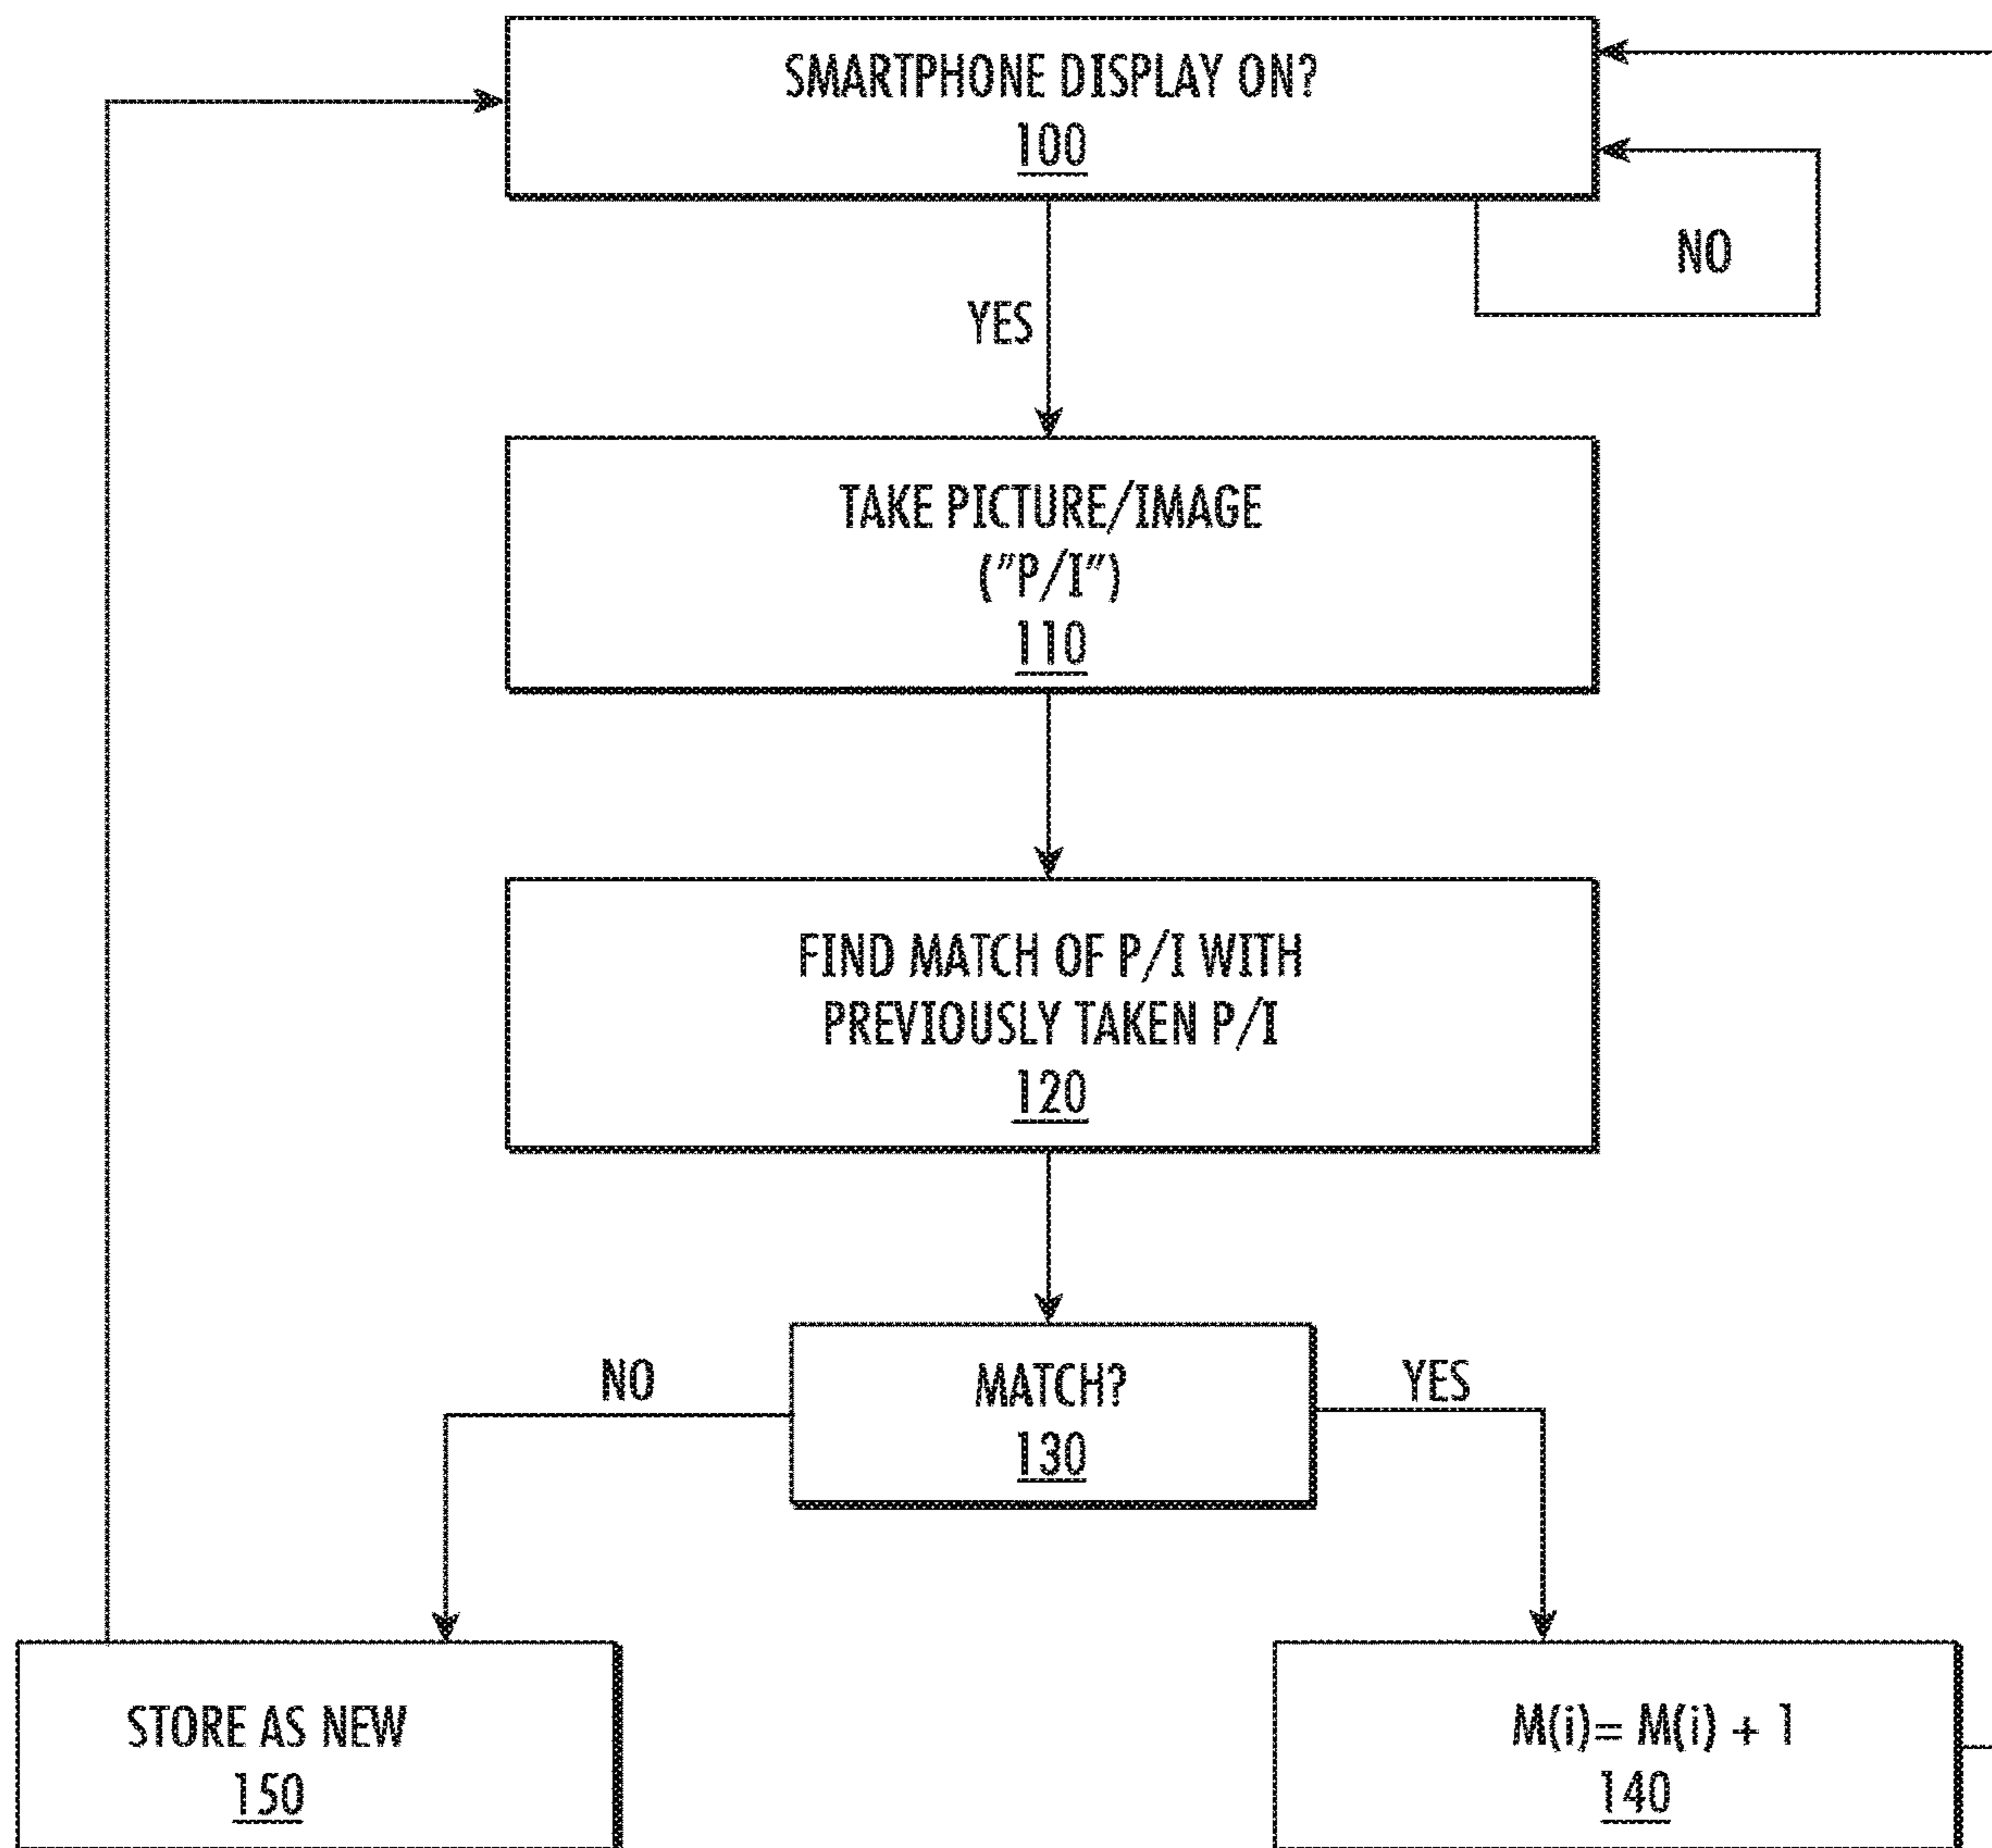 SMARTPHONE DISPLAY ON?
100
NO
YES
TAKE PICTURE/IMAGE
("P/I")
110
FIND MATCH OF P/I WITH
PREVIOUSLY TAKEN P/I
120
NO
MATCH?
130
YES
STORE AS NEW
150
M(i)= M(i) + 1
140